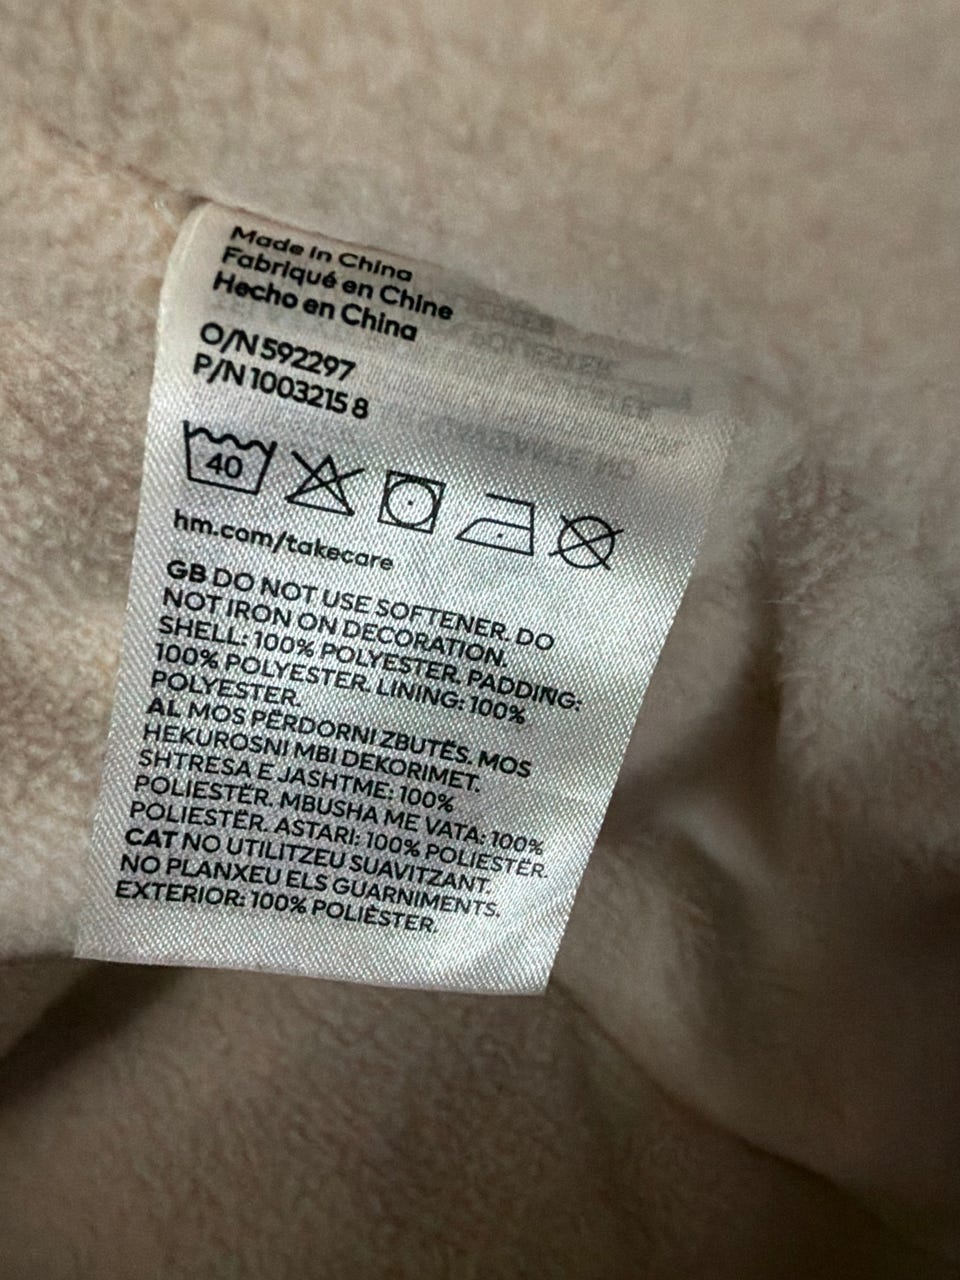 Made in China
Fabriqué en Chine
Hecho en China
O/N 592297
P/N 1003215 8
40
hm.com/takecare
GB DO NOT USE SOFTENER. DO
NOT IRON ON DECORATION.
SHELL: 100% POLYESTER. PADDING:
100% POLYESTER. LINING: 100%
POLYESTER.
AL MOS PËRDORNI ZBUTËS. MOS
HEKUROSNI MBI DEKORIMET.
SHTRESA E JASHTME: 100%
POLIESTËR. MBUSHA ME VATA: 100%
POLIESTËR. ASTARI: 100% POLIESTËR.
CAT NO UTILITZEU SUAVITZANT.
NO PLANXEU ELS GUARNIMENTS.
EXTERIOR: 100% POLIÈSTER.